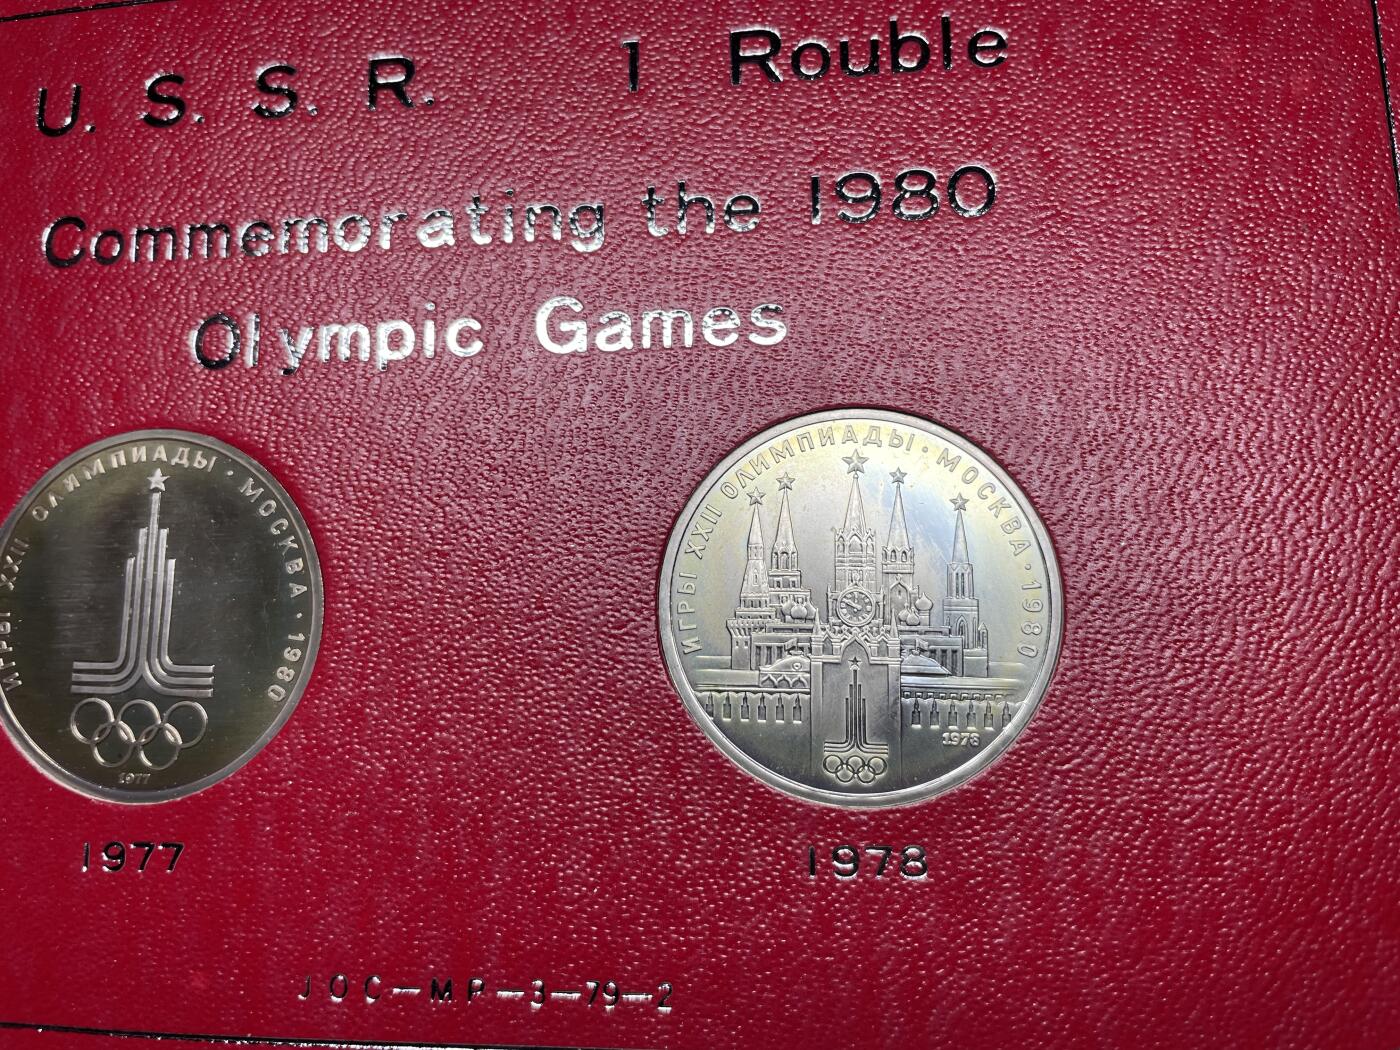 U. S. S. R. 1 Rouble
Commemorating the 1980
Olympic Games
ИГРЫ XXII ОЛИМПИАДЫ · МОСКВА · 1980
1977
ИГРЫ XXII ОЛИМПИАДЫ · МОСКВА · 1980
1978
1977
1978
JOC-MP-3-79-2